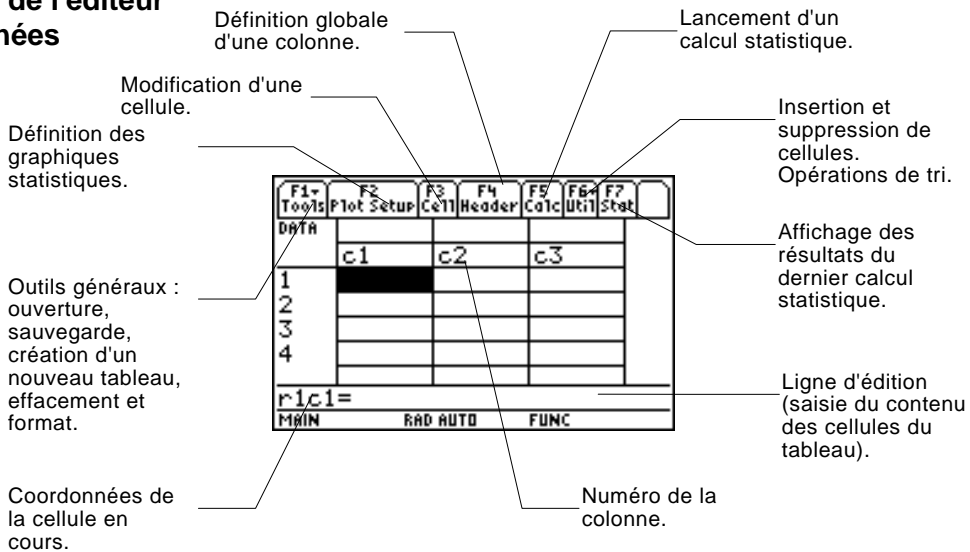 de l'éditeur
nées
Définition globale
d'une colonne.
Lancement d'un
calcul statistique.
Modification d'une
cellule.
Insertion et
suppression de
cellules.
Opérations de tri.
Définition des
graphiques
statistiques.
F1 F2 F3 F4 F5 F6 F7
Tools Plot Setup Cell Header Calc Util Stat
DATA
c1 c2 c3
1
2
3
4
r1c1=
MAIN RAD AUTO FUNC
Affichage des
résultats du
dernier calcul
statistique.
Outils généraux :
ouverture,
sauvegarde,
création d'un
nouveau tableau,
effacement et
format.
Ligne d'édition
(saisie du contenu
des cellules du
tableau).
Coordonnées de
la cellule en
cours.
Numéro de la
colonne.